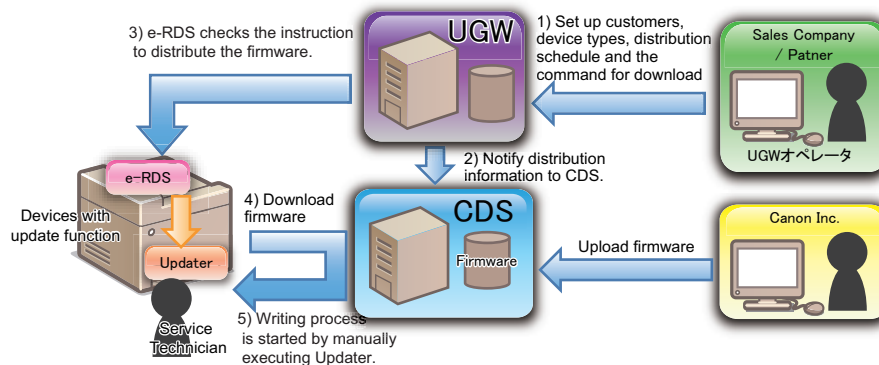 3) e-RDS checks the instruction
to distribute the firmware.
UGW
1) Set up customers,
device types, distribution
schedule and the
command for download
Sales Company
/ Patner
UGWオペレータ
2) Notify distribution
information to CDS.
e-RDS
Devices with
update function
Updater
4) Download
firmware
CDS
Firmware
Upload firmware
Canon Inc.
Service
Technician
5) Writing process
is started by manually
executing Updater.